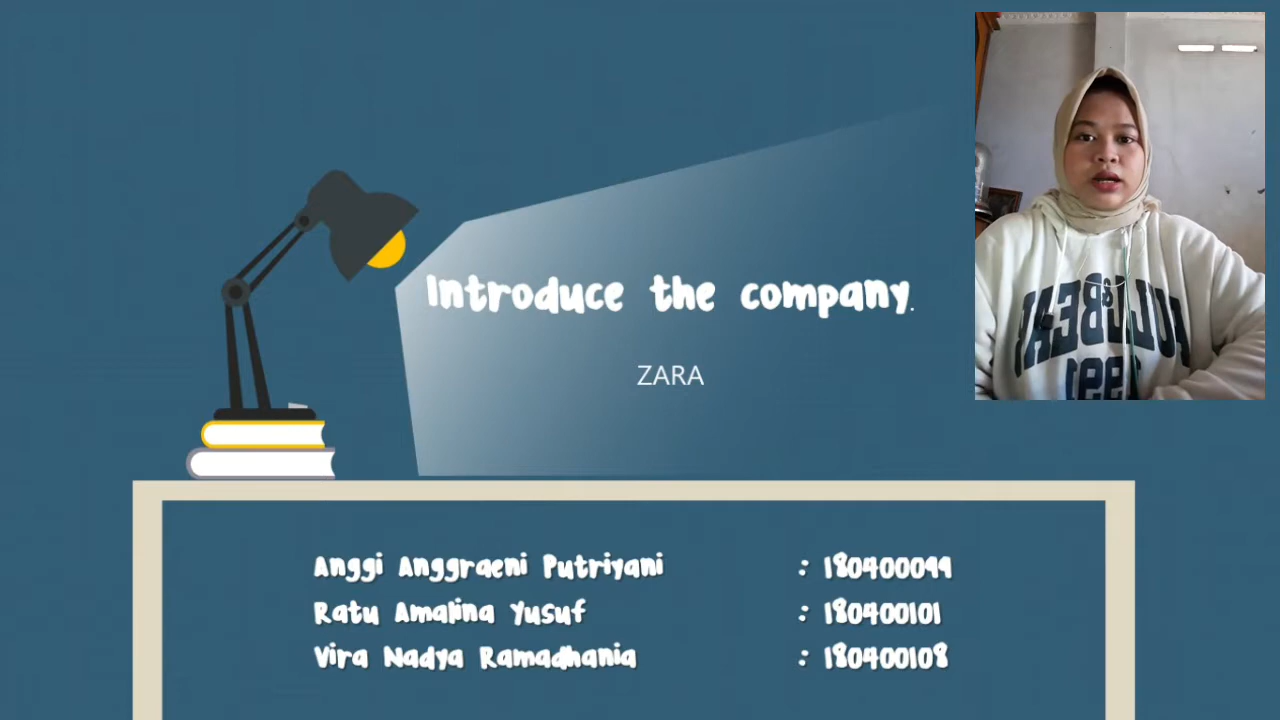 Introduce the company.
ZARA
Anggi Anggraeni Putriyani : 180400099
Ratu Amalina Yusuf : 180400101
Vira Nadya Ramadhania : 180400108